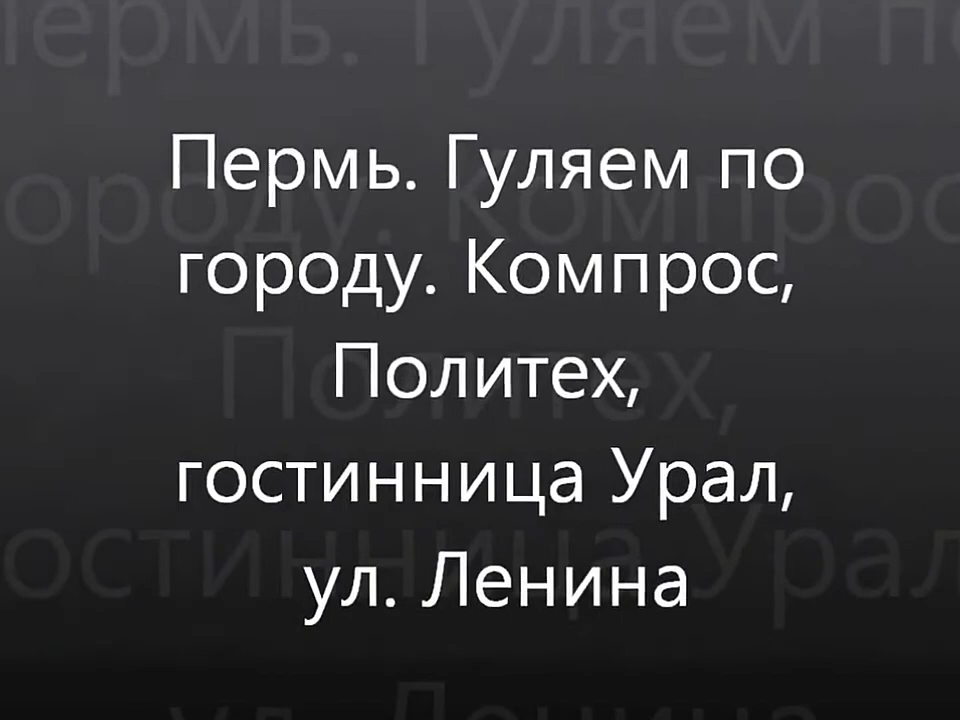 Пермь. Гуляем по
городу. Компрос,
Политех,
гостинница Урал,
ул. Ленина